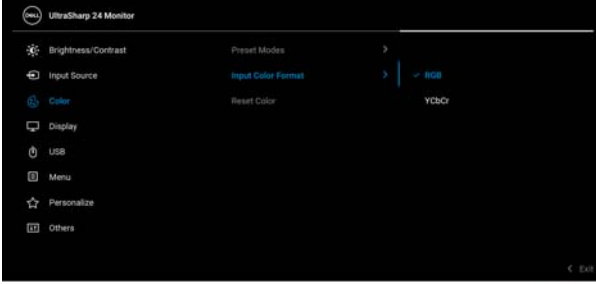 DELL UltraSharp 24 Monitor
Brightness/Contrast Preset Modes >
Input Source Input Color Format > ✓ RGB
Color Reset Color YCbCr
Display
USB
Menu
Personalize
Others
< Exit